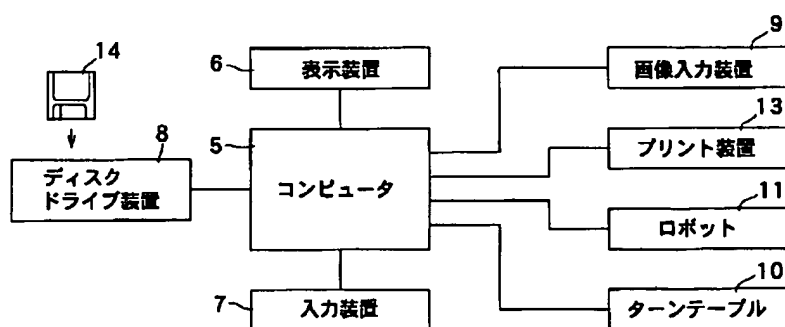 14
6
表示装置
9
画像入力装置
8
ディスク
ドライブ装置
5
コンピュータ
13
プリント装置
11
ロボット
7
入力装置
10
ターンテーブル